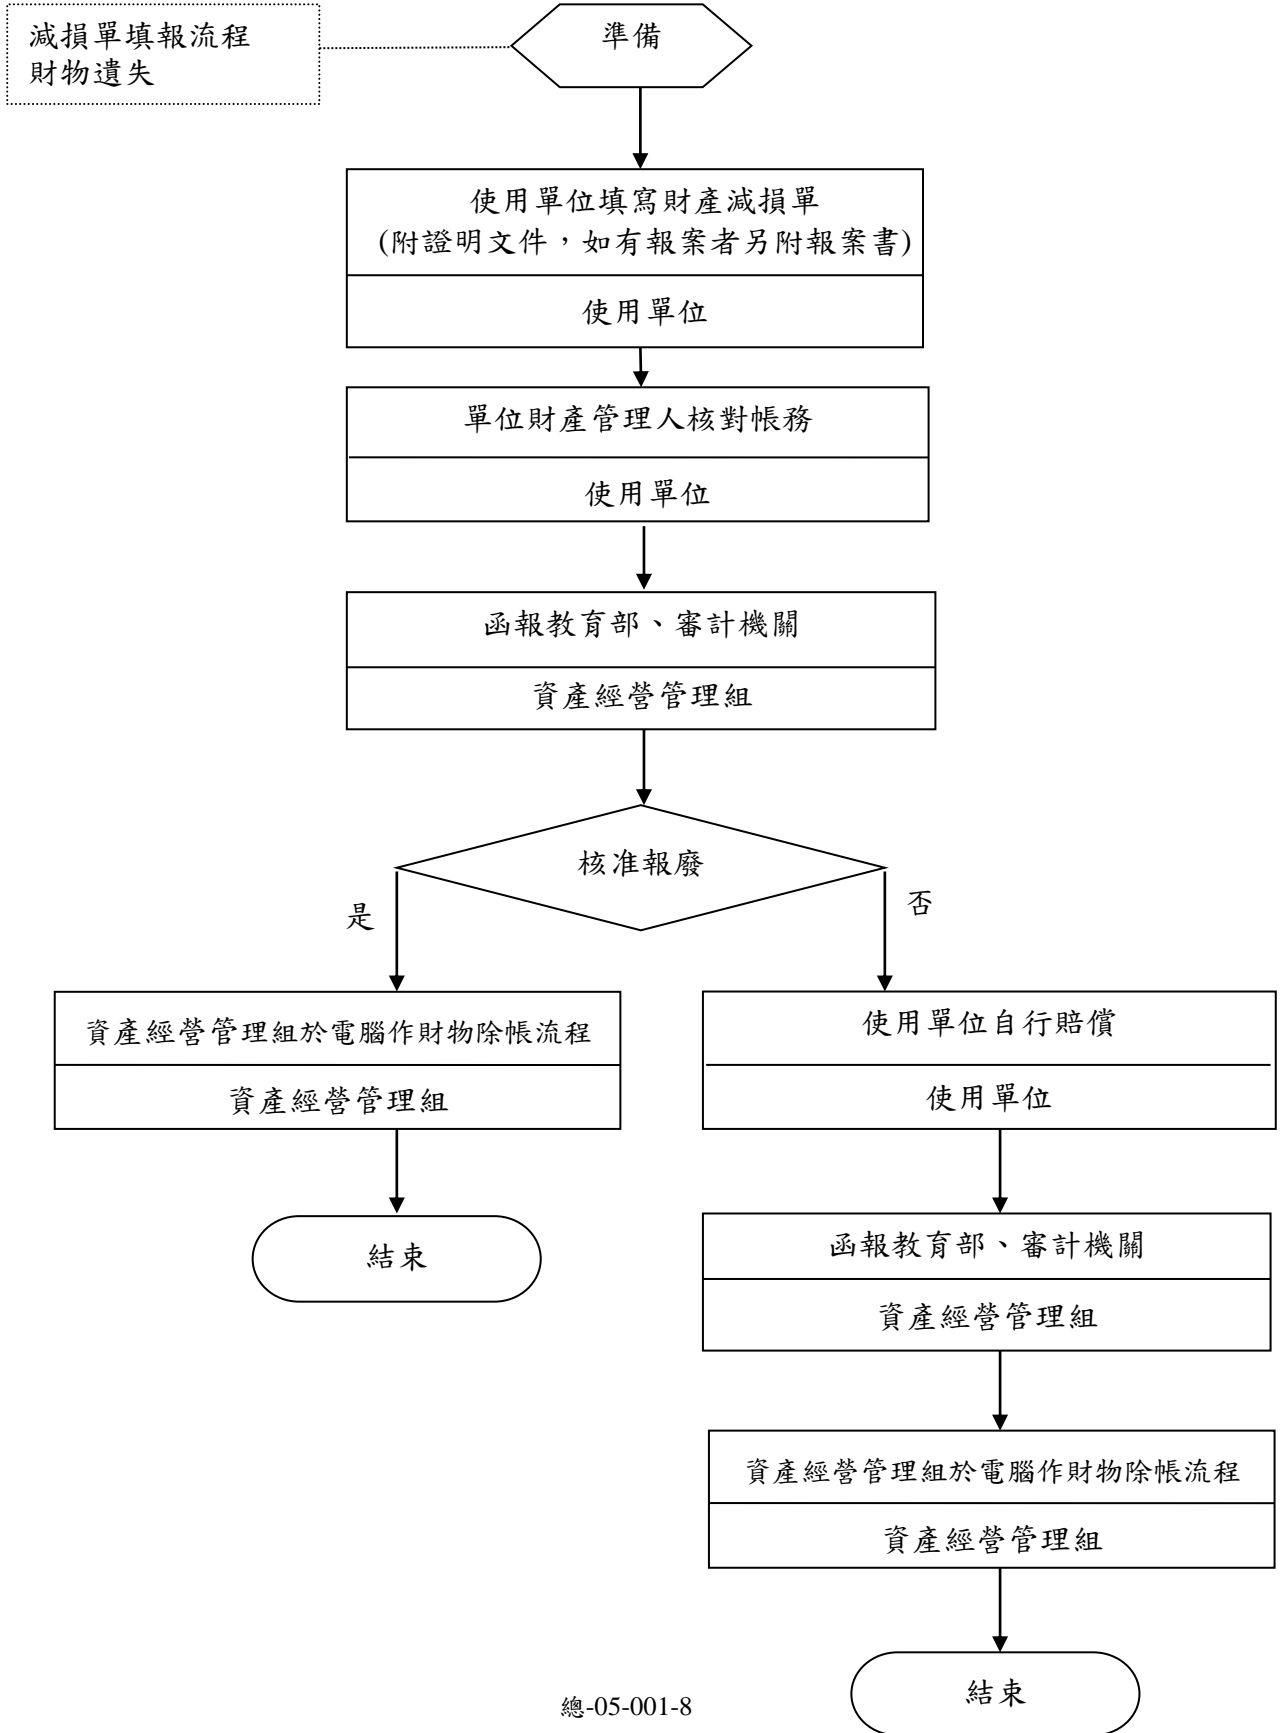 減損單填報流程
財物遺失
準備
使用單位填寫財產減損單
(附證明文件，如有報案者另附報案書)
使用單位
單位財產管理人核對帳務
使用單位
函報教育部、審計機關
資產經營管理組
核准報廢
是
否
資產經營管理組於電腦作財物除帳流程
資產經營管理組
結束
使用單位自行賠償
使用單位
函報教育部、審計機關
資產經營管理組
資產經營管理組於電腦作財物除帳流程
資產經營管理組
結束
總-05-001-8